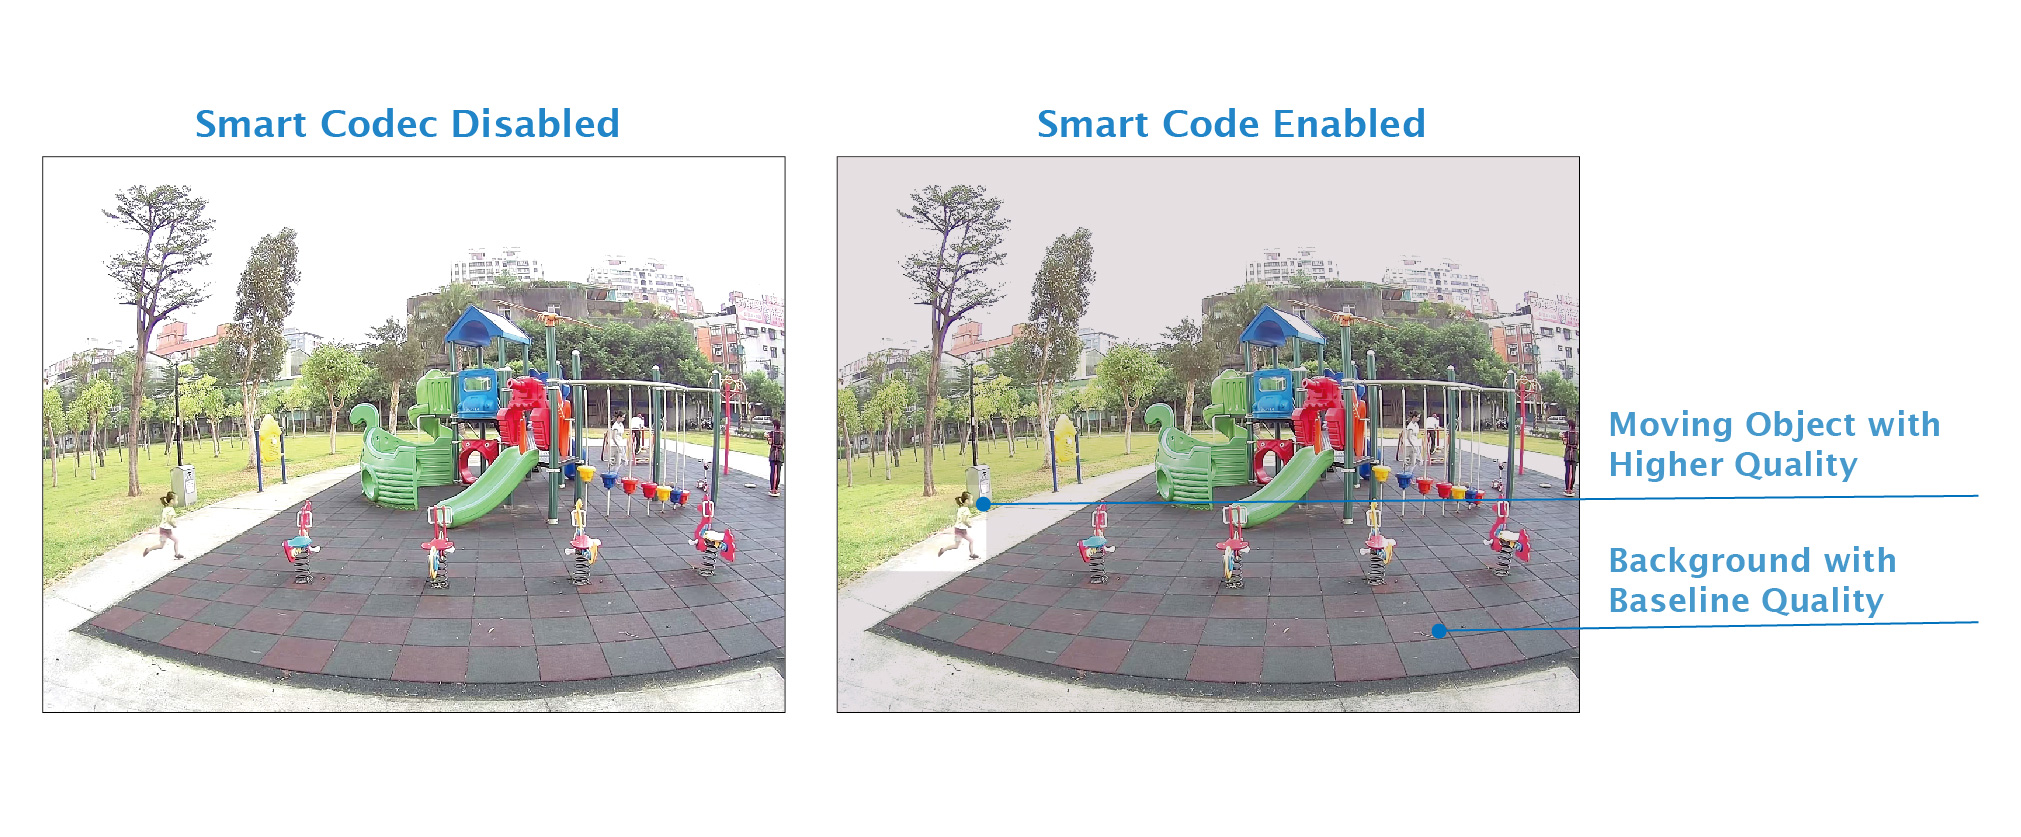 Smart Codec Disabled
Smart Code Enabled
Moving Object with
Higher Quality
Background with
Baseline Quality